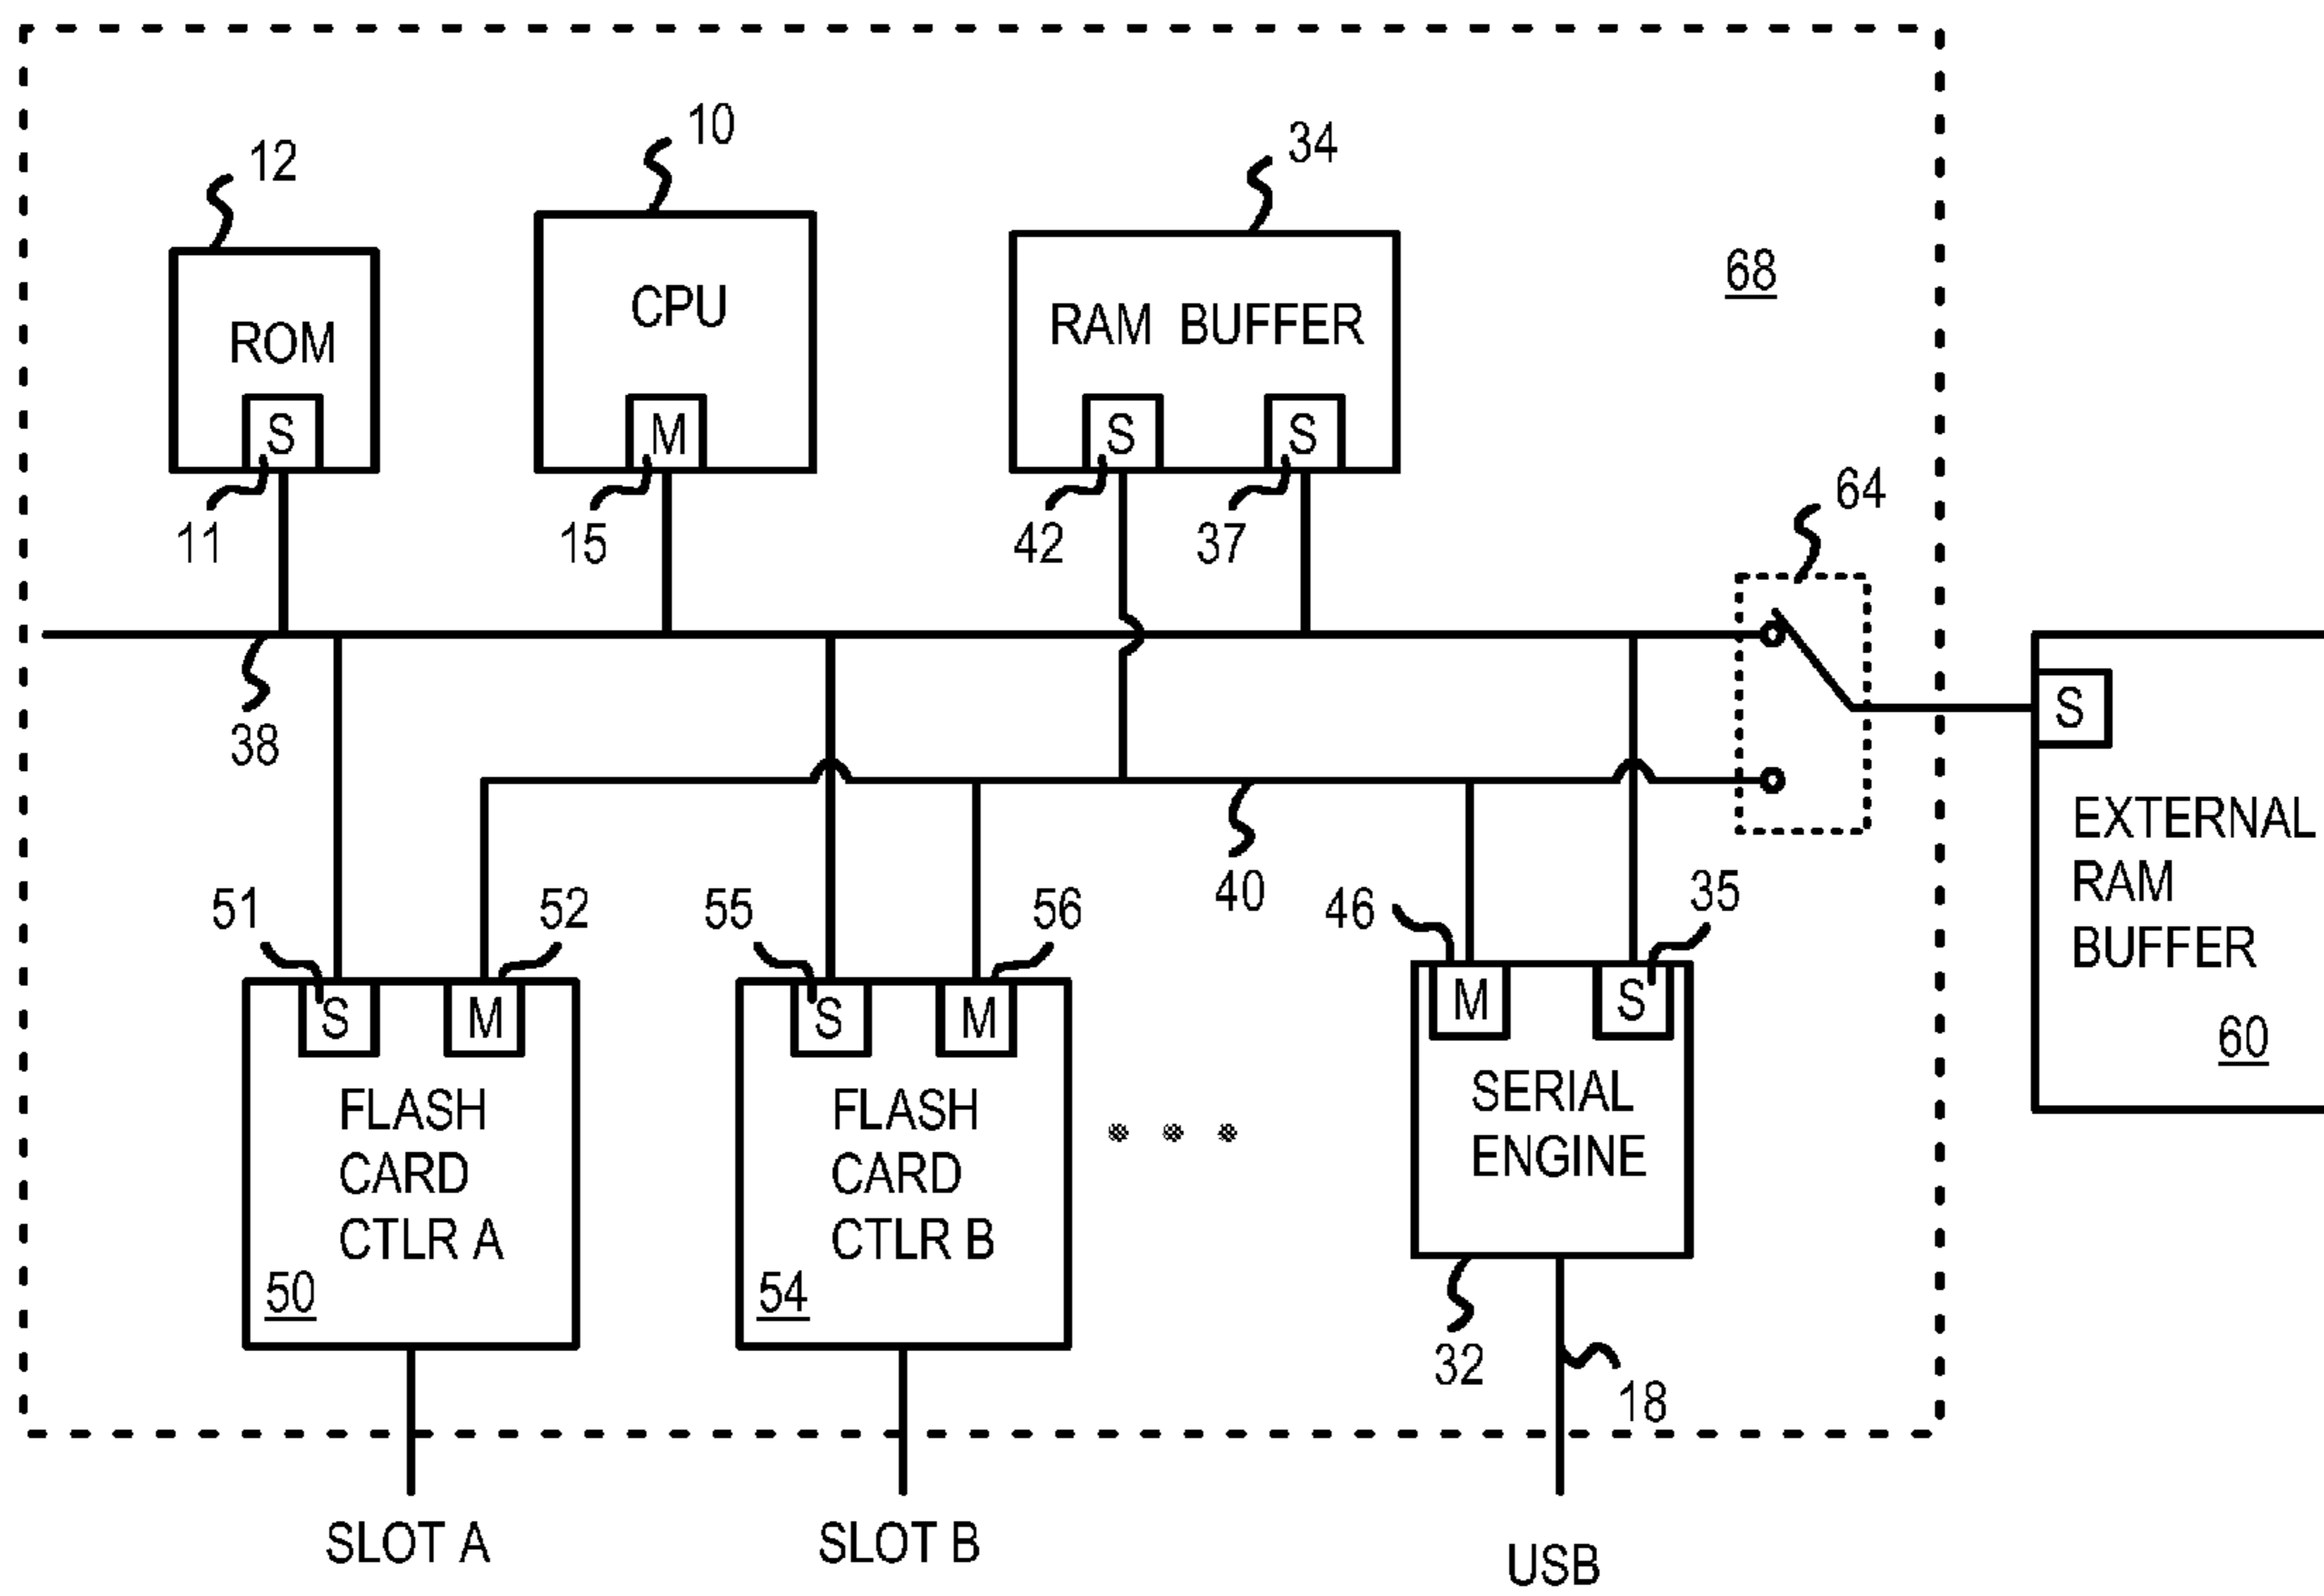 10
12
34
68
CPU
RAM BUFFER
ROM
S
M
S
S
64
11
15
42
37
38
S
EXTERNAL
RAM
BUFFER
60
40
51
52
55
56
46
35
S
M
S
M
M
S
FLASH
CARD
CTLR A
50
FLASH
CARD
CTLR B
54
SERIAL
ENGINE
32
18
SLOT A
SLOT B
USB